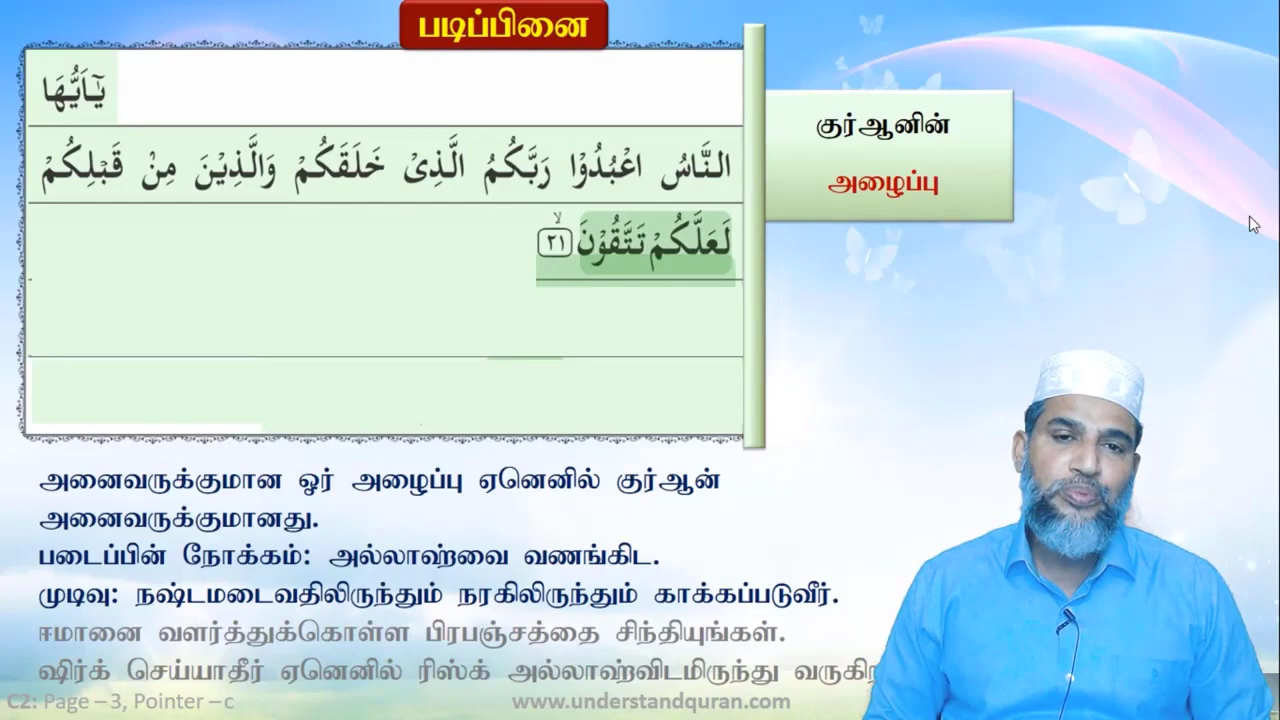 படிப்பினை
يٰٓاَيُّهَا
النَّاسُ اعْبُدُوْا رَبَّكُمُ الَّذِىْ خَلَقَكُمْ وَالَّذِيْنَ مِنْ قَبْلِكُمْ
لَعَلَّكُمْ تَتَّقُوْنَ ۙ‏﴿۲۱﴾
குர்ஆனின்
அழைப்பு
அனைவருக்குமான ஓர் அழைப்பு ஏனெனில் குர்ஆன்
அனைவருக்குமானது.
படைப்பின் நோக்கம்: அல்லாஹ்வை வணங்கிட.
முடிவு: நஷ்டமடைவதிலிருந்தும் நரகிலிருந்தும் காக்கப்படுவீர்.
ஈமானை வளர்த்துக்கொள்ள பிரபஞ்சத்தை சிந்தியுங்கள்.
ஷிர்க் செய்யாதீர் ஏனெனில் ரிஸ்க் அல்லாஹ்விடமிருந்து
C2: Page – 3, Pointer – c
www.understandquran.com